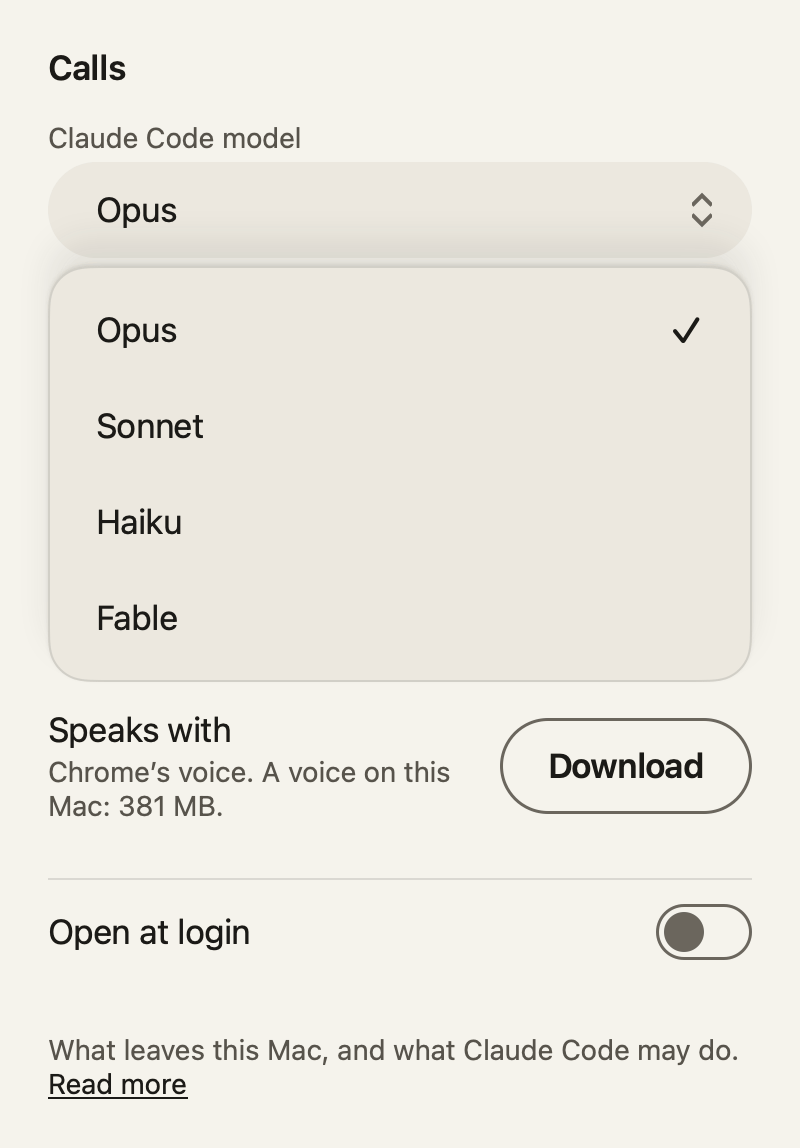 Calls
Claude Code model
Opus
Opus
Sonnet
Haiku
Fable
Speaks with
Chrome’s voice. A voice on this
Mac: 381 MB.
Download
Open at login
What leaves this Mac, and what Claude Code may do.
Read more